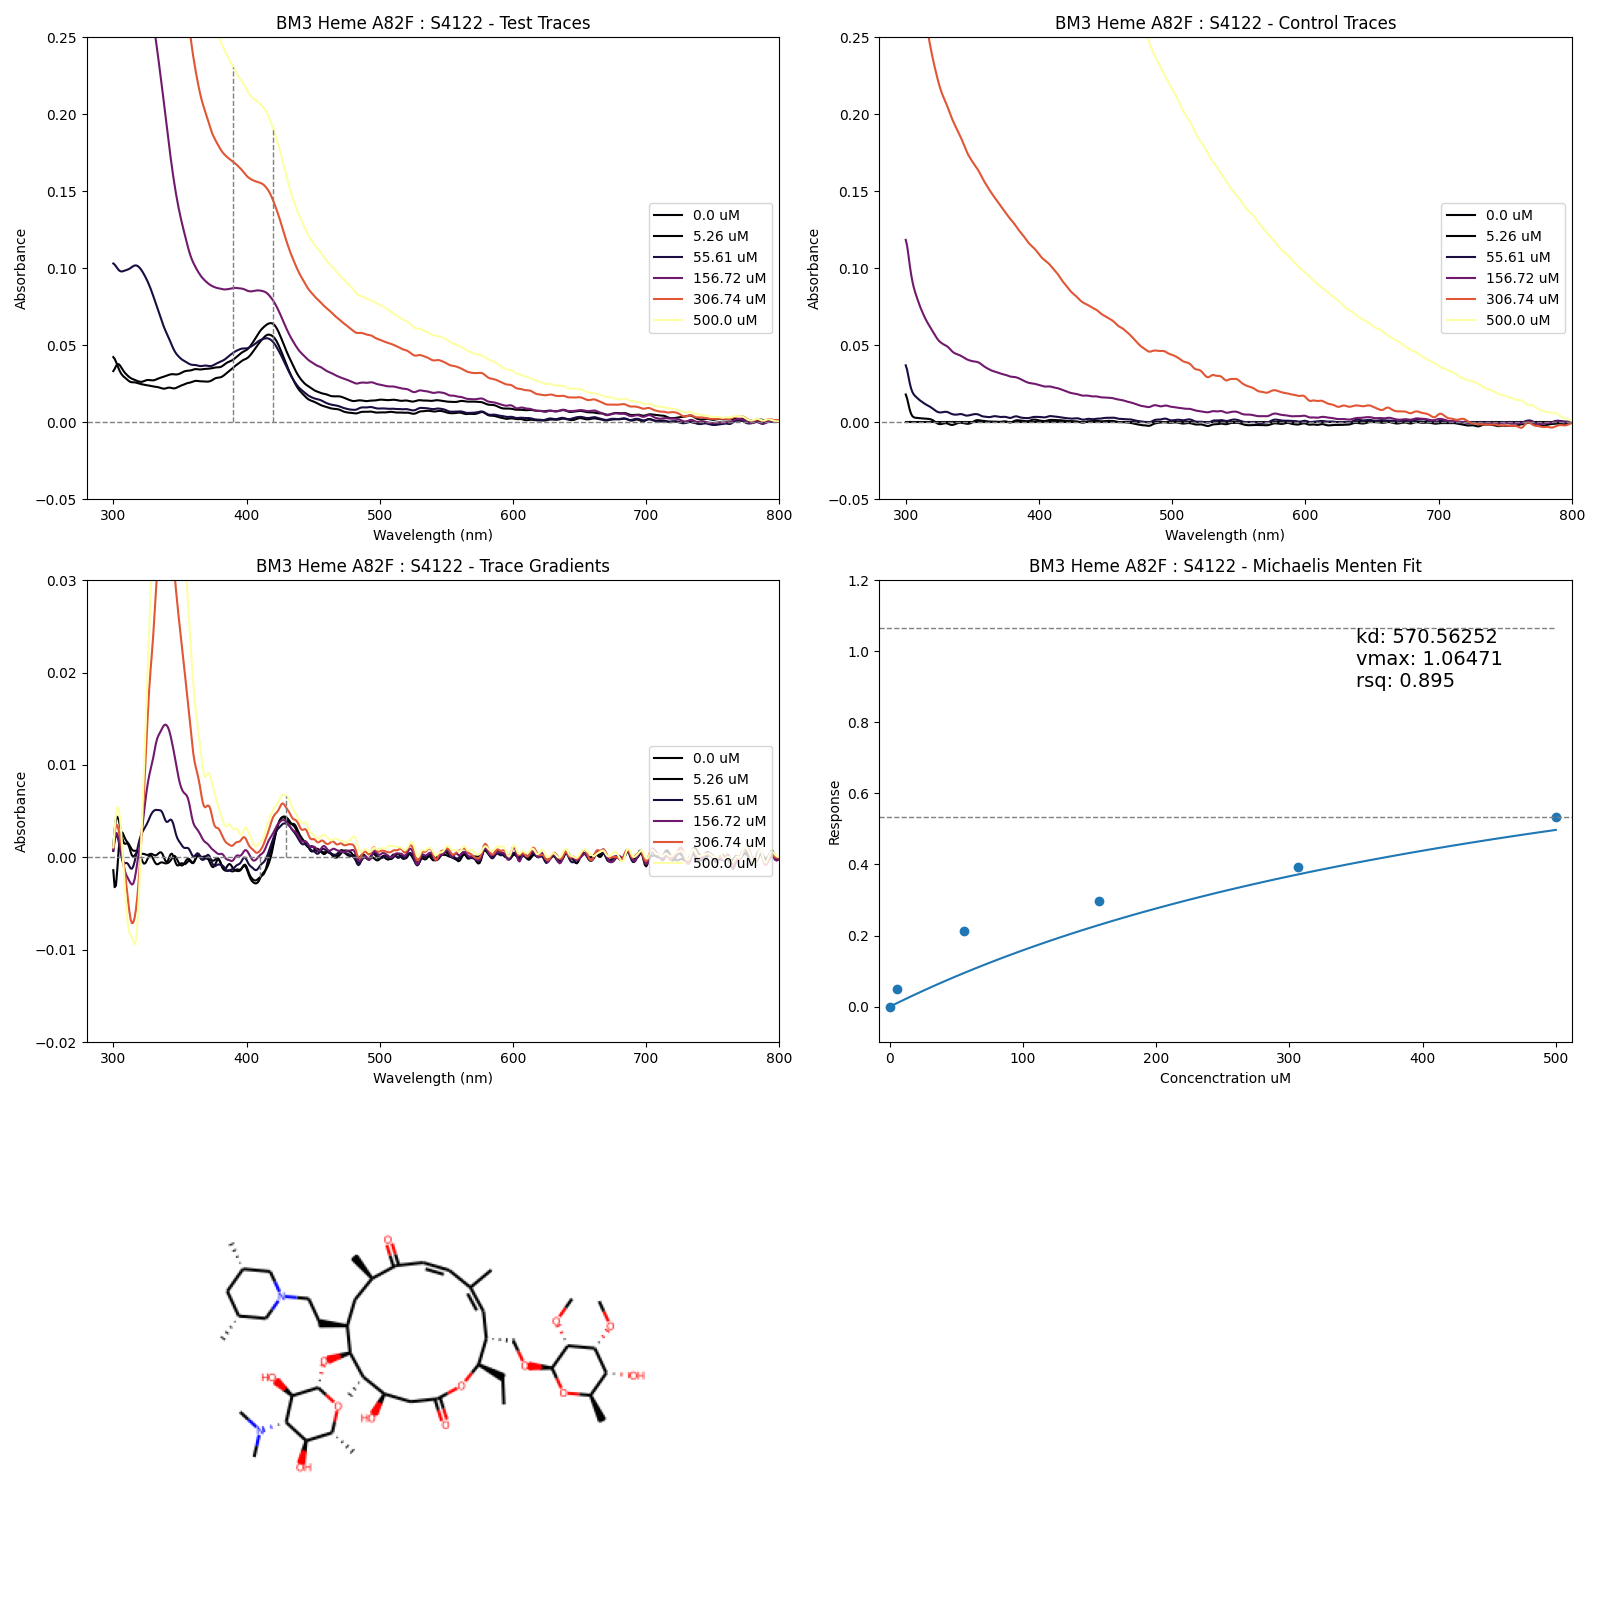 BM3 Heme A82F : S4122 - Test Traces
0.25
0.20
0.15
0.10
0.05
0.00
−0.05
Absorbance
300 400 500 600 700 800
Wavelength (nm)
0.0 uM
5.26 uM
55.61 uM
156.72 uM
306.74 uM
500.0 uM
BM3 Heme A82F : S4122 - Control Traces
0.25
0.20
0.15
0.10
0.05
0.00
−0.05
Absorbance
300 400 500 600 700 800
Wavelength (nm)
0.0 uM
5.26 uM
55.61 uM
156.72 uM
306.74 uM
500.0 uM
BM3 Heme A82F : S4122 - Trace Gradients
0.03
0.02
0.01
0.00
−0.01
−0.02
Absorbance
300 400 500 600 700 800
Wavelength (nm)
0.0 uM
5.26 uM
55.61 uM
156.72 uM
306.74 uM
500.0 uM
BM3 Heme A82F : S4122 - Michaelis Menten Fit
1.2
1.0
0.8
0.6
0.4
0.2
0.0
Response
0 100 200 300 400 500
Concenctration uM
kd: 570.56252
vmax: 1.06471
rsq: 0.895
O
N
O
O
O
O
OH
O
O
HO
O
HO
O
N
OH